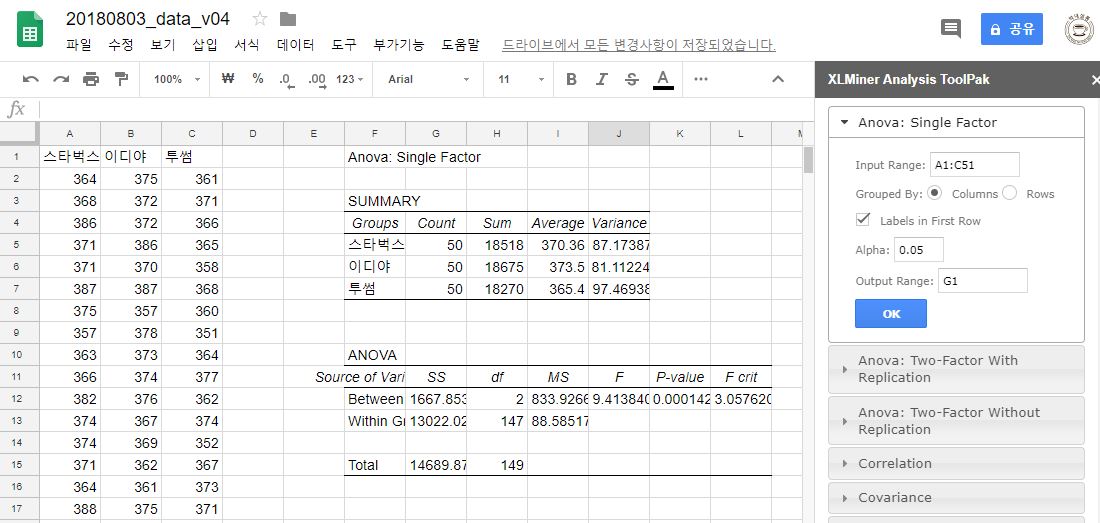 20180803_data_v04
파일 수정 보기 삽입 서식 데이터 도구 부가기능 도움말 드라이브에서 모든 변경사항이 저장되었습니다.
공유
100% ₩ % .0 .00 123 Arial 11 B I S A
fx
A B C D E F G H I J K L
1 스타벅스 이디야 투썸 Anova: Single Factor
2 364 375 361
3 368 372 371 SUMMARY
4 386 372 366 Groups Count Sum Average Variance
5 371 386 365 스타벅스 50 18518 370.36 87.17387
6 371 370 358 이디야 50 18675 373.5 81.11224
7 387 387 368 투썸 50 18270 365.4 97.46938
8 375 357 360
9 357 378 351
10 363 373 364 ANOVA
11 366 374 377 Source of Vari SS df MS F P-value F crit
12 382 376 362 Between 1667.853 2 833.9266 9.413840 0.000142 3.057620
13 374 367 374 Within Gr 13022.02 147 88.58517
14 374 369 352
15 371 362 367 Total 14689.87 149
16 364 361 373
17 388 375 371
XLMiner Analysis ToolPak
Anova: Single Factor
Input Range: A1:C51
Grouped By: Columns Rows
Labels in First Row
Alpha: 0.05
Output Range: G1
OK
Anova: Two-Factor With
Replication
Anova: Two-Factor Without
Replication
Correlation
Covariance